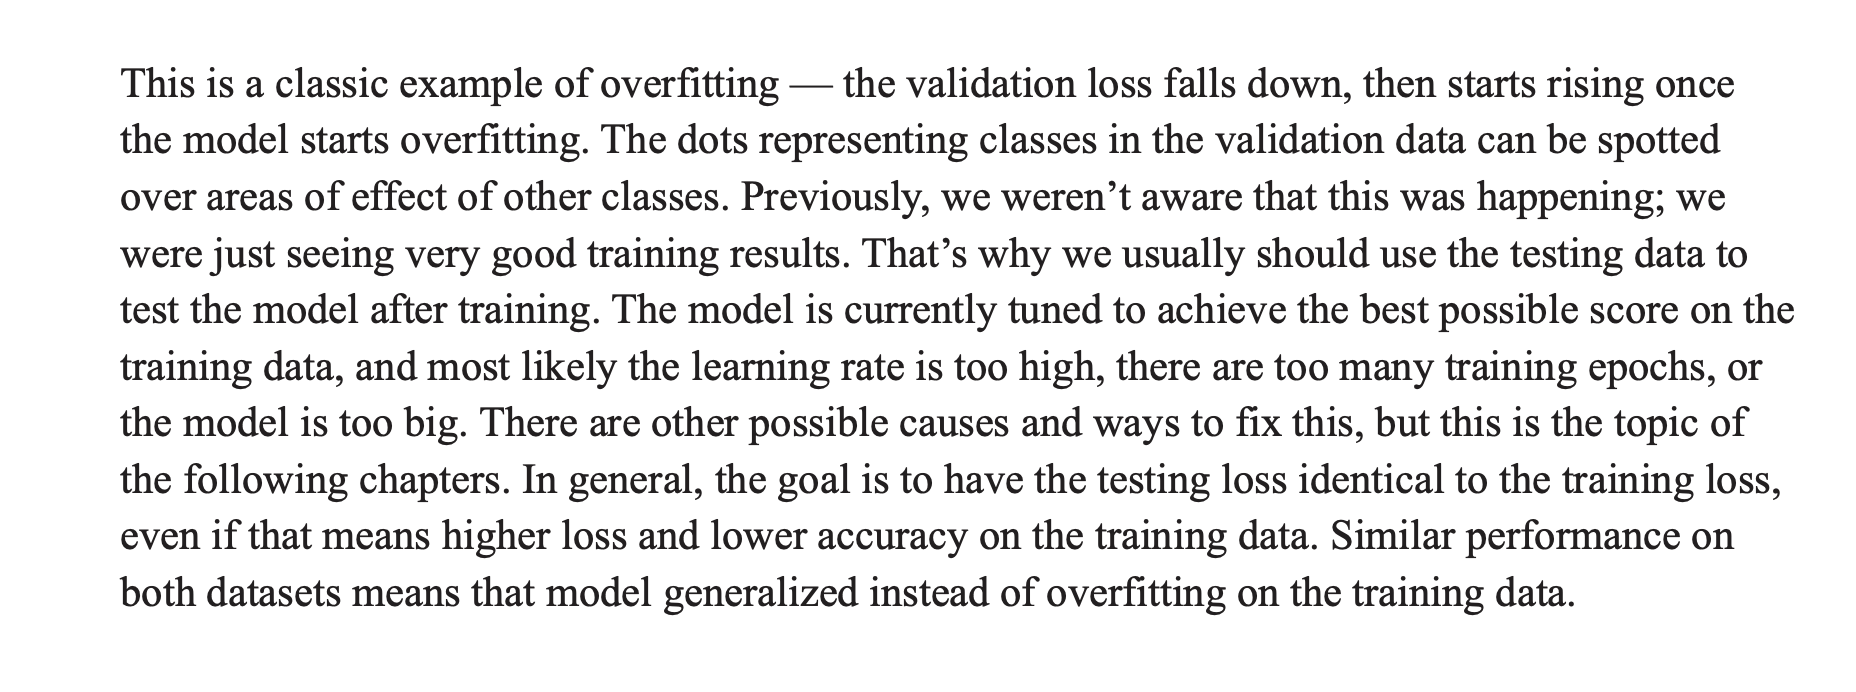 This is a classic example of overfitting — the validation loss falls down, then starts rising once
the model starts overfitting. The dots representing classes in the validation data can be spotted
over areas of effect of other classes. Previously, we weren’t aware that this was happening; we
were just seeing very good training results. That’s why we usually should use the testing data to
test the model after training. The model is currently tuned to achieve the best possible score on the
training data, and most likely the learning rate is too high, there are too many training epochs, or
the model is too big. There are other possible causes and ways to fix this, but this is the topic of
the following chapters. In general, the goal is to have the testing loss identical to the training loss,
even if that means higher loss and lower accuracy on the training data. Similar performance on
both datasets means that model generalized instead of overfitting on the training data.